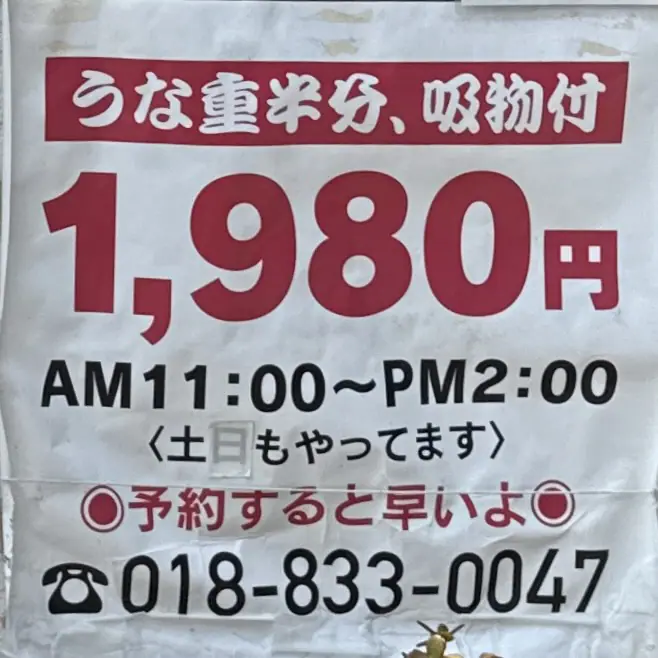 うな重半分、吸物付
1,980円
AM11:00～PM2:00
〈土日もやってます〉
◉予約すると早いよ◉
☎018-833-0047